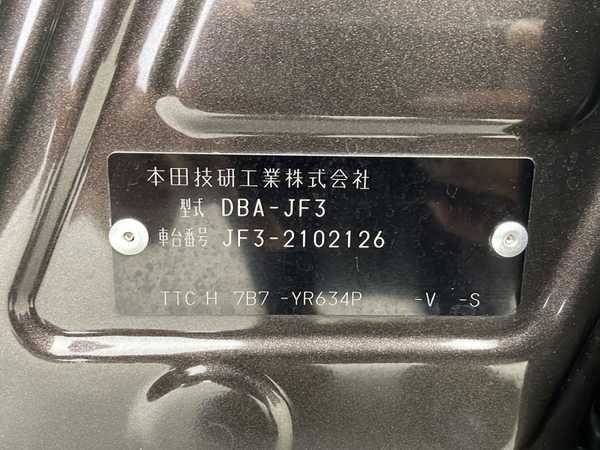 本田技研工業株式会社
型式 DBA-JF3
車台番号 JF3-2102126
TTC H 7B7 -YR634P -V -S